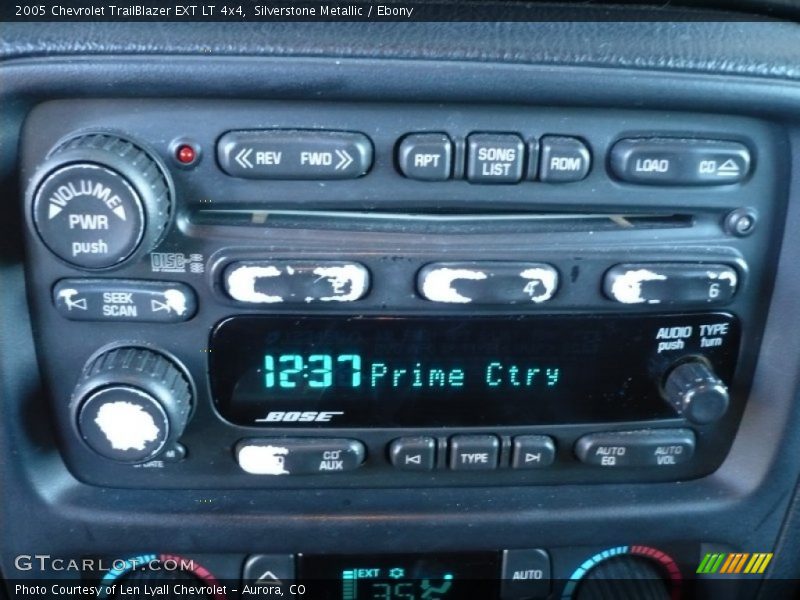 2005 Chevrolet TrailBlazer EXT LT 4x4, Silverstone Metallic / Ebony
REV FWD
RPT
SONG LIST
RDM
LOAD CD
VOLUME
PWR
push
DISC
SEEK
SCAN
4
6
AUDIO TYPE
push turn
12:37 Prime Ctry
BOSE
CD
AUX
TYPE
AUTO EQ
AUTO VOL
EXT
35
AUTO
GTCARLOT.COM
Photo Courtesy of Len Lyall Chevrolet - Aurora, CO